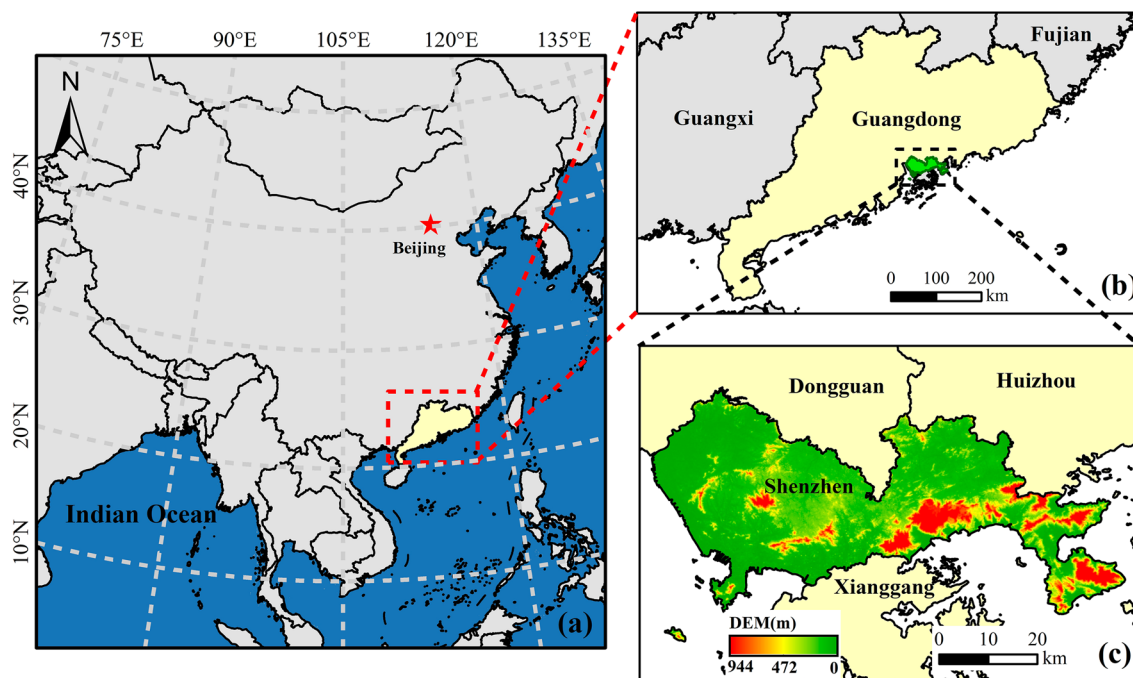 75°E 90°E 105°E 120°E 135°E
N
40°N
30°N
20°N
10°N
Beijing
Indian Ocean
(a)
Fujian
Guangxi
Guangdong
0 100 200
km
(b)
Dongguan
Huizhou
Shenzhen
Xianggang
DEM(m)
944 472 0
0 10 20
km
(c)